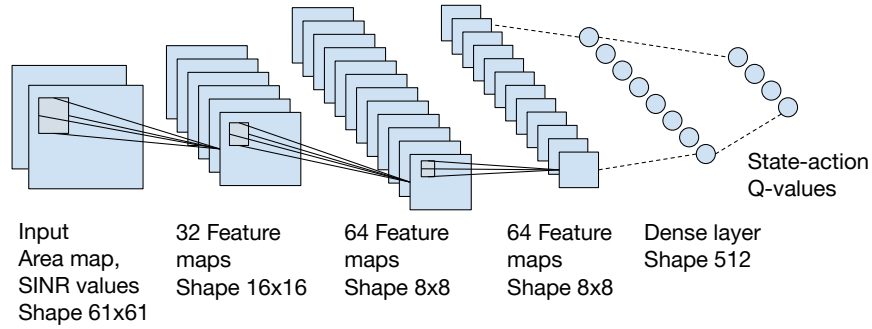 State-action
Q-values
Input
Area map,
SINR values
Shape 61x61
32 Feature
maps
Shape 16x16
64 Feature
maps
Shape 8x8
64 Feature
maps
Shape 8x8
Dense layer
Shape 512